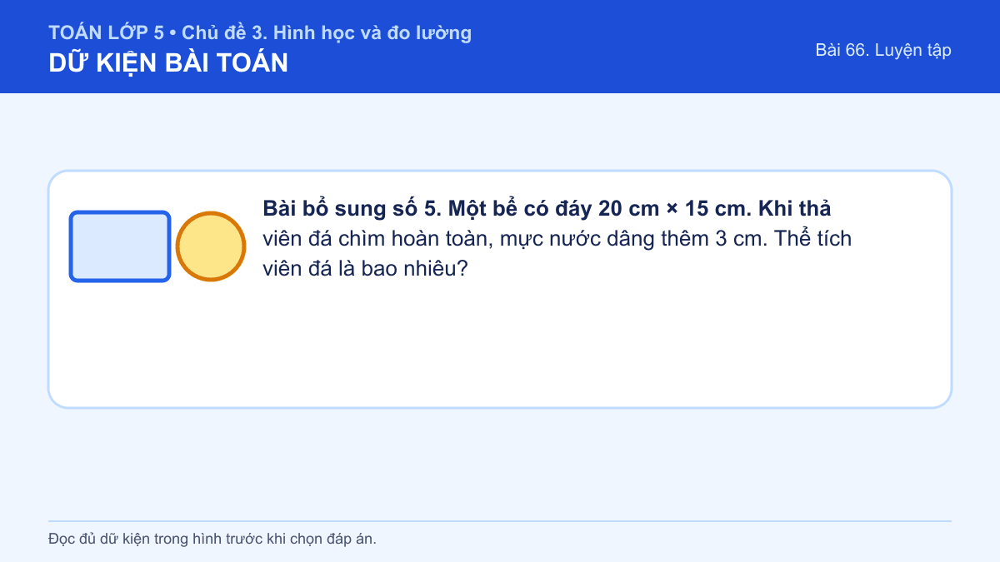 TOÁN LỚP 5 • Chủ đề 3. Hình học và đo lường
DỮ KIỆN BÀI TOÁN
Bài 66. Luyện tập
Bài bổ sung số 5. Một bể có đáy 20 cm × 15 cm. Khi thả
viên đá chìm hoàn toàn, mực nước dâng thêm 3 cm. Thể tích
viên đá là bao nhiêu?
Đọc đủ dữ kiện trong hình trước khi chọn đáp án.